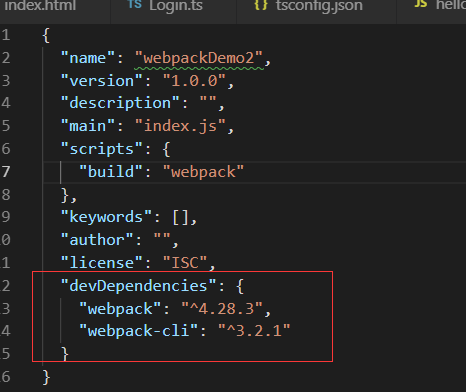 index.html TS Login.ts {} tsconfig.json JS hello
1 {
2 "name": "webpackDemo2",
3 "version": "1.0.0",
4 "description": "",
5 "main": "index.js",
6 "scripts": {
7 "build": "webpack"
8 },
9 "keywords": [],
0 "author": "",
1 "license": "ISC",
2 "devDependencies": {
3 "webpack": "^4.28.3",
4 "webpack-cli": "^3.2.1"
5 }
6 }